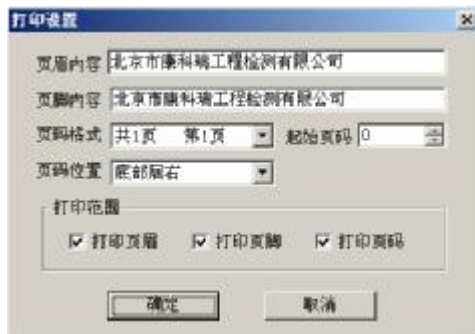 打印设置
页眉内容 北京市康科瑞工程检测有限公司
页脚内容 北京市康科瑞工程检测有限公司
页码格式 共1页 第1页 起始页码 0
页码位置 底部居右
打印范围
打印页眉 打印页脚 打印页码
确定 取消